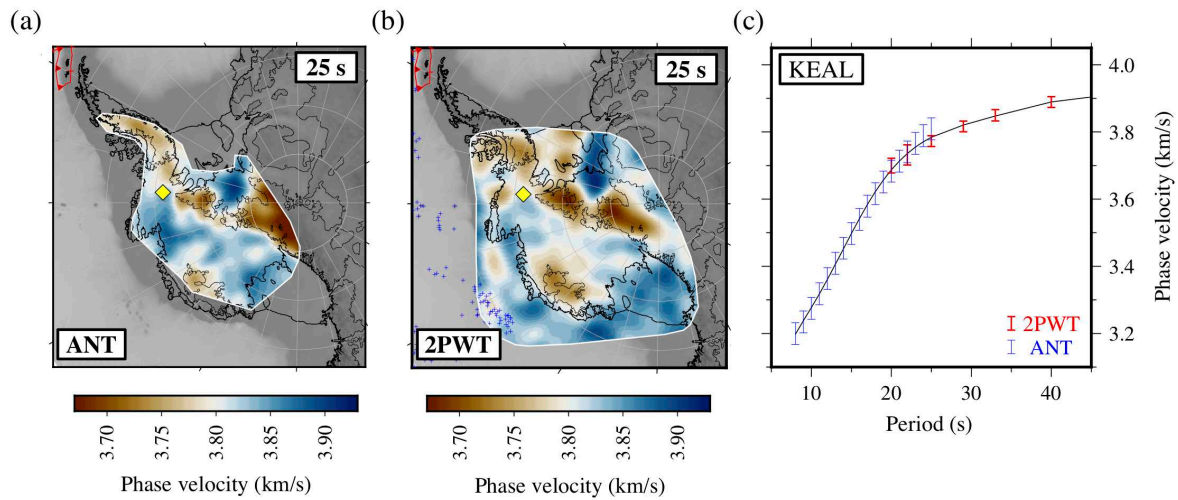 (a)
(b)
(c)
25 s
25 s
KEAL
ANT
2PWT
2PWT
ANT
3.70
3.75
3.80
3.85
3.90
Phase velocity (km/s)
3.70
3.75
3.80
3.85
3.90
Phase velocity (km/s)
4.0
3.8
3.6
3.4
3.2
Phase velocity (km/s)
10
20
30
40
Period (s)